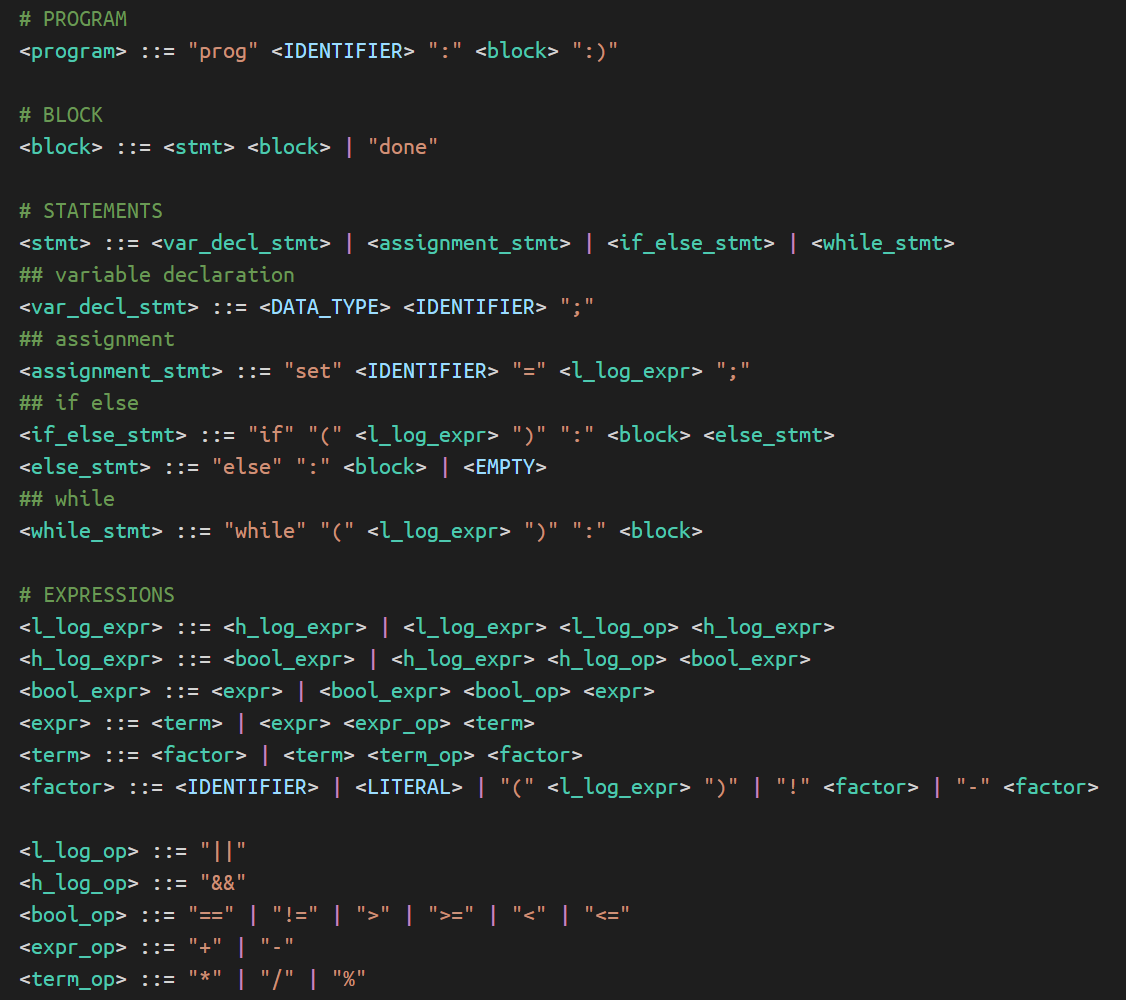 # PROGRAM
<program> ::= "prog" <IDENTIFIER> ":" <block> ":)"
# BLOCK
<block> ::= <stmt> <block> | "done"
# STATEMENTS
<stmt> ::= <var_decl_stmt> | <assignment_stmt> | <if_else_stmt> | <while_stmt>
## variable declaration
<var_decl_stmt> ::= <DATA_TYPE> <IDENTIFIER> ";"
## assignment
<assignment_stmt> ::= "set" <IDENTIFIER> "=" <l_log_expr> ";"
## if else
<if_else_stmt> ::= "if" "(" <l_log_expr> ")" ":" <block> <else_stmt>
<else_stmt> ::= "else" ":" <block> | <EMPTY>
## while
<while_stmt> ::= "while" "(" <l_log_expr> ")" ":" <block>
# EXPRESSIONS
<l_log_expr> ::= <h_log_expr> | <l_log_expr> <l_log_op> <h_log_expr>
<h_log_expr> ::= <bool_expr> | <h_log_expr> <h_log_op> <bool_expr>
<bool_expr> ::= <expr> | <bool_expr> <bool_op> <expr>
<expr> ::= <term> | <expr> <expr_op> <term>
<term> ::= <factor> | <term> <term_op> <factor>
<factor> ::= <IDENTIFIER> | <LITERAL> | "(" <l_log_expr> ")" | "!" <factor> | "-" <factor>
<l_log_op> ::= "||"
<h_log_op> ::= "&&"
<bool_op> ::= "==" | "!=" | ">" | ">=" | "<" | "<="
<expr_op> ::= "+" | "-"
<term_op> ::= "*" | "/" | "%"